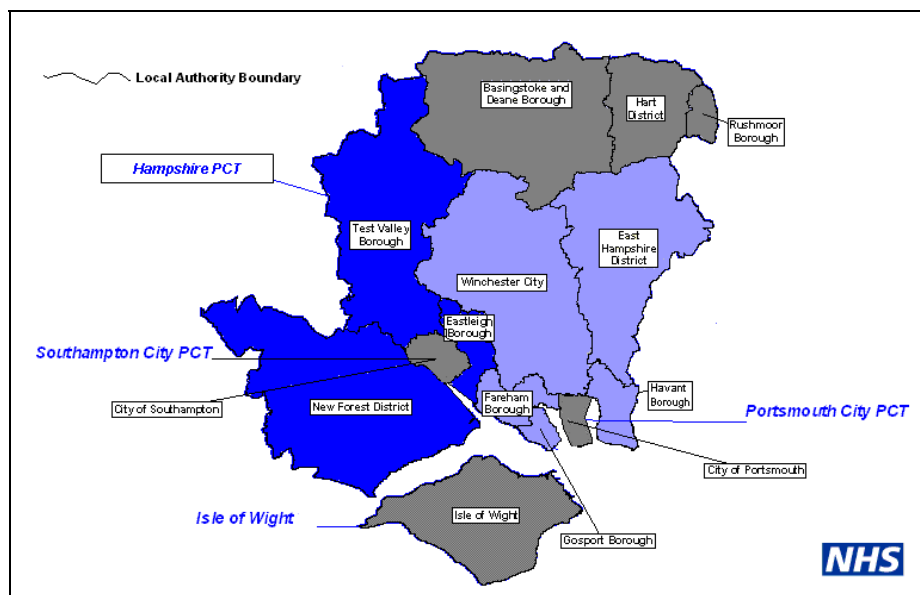 Local Authority Boundary
Basingstoke and
Deane Borough
Hart
District
Rushmoor
Borough
Hampshire PCT
Test Valley
Borough
East
Hampshire
District
Winchester City
Eastleigh
Borough
Southampton City PCT
City of Southampton
New Forest District
Fareham
Borough
Havant
Borough
Portsmouth City PCT
City of Portsmouth
Isle of Wight
Isle of Wight
Gosport Borough
NHS